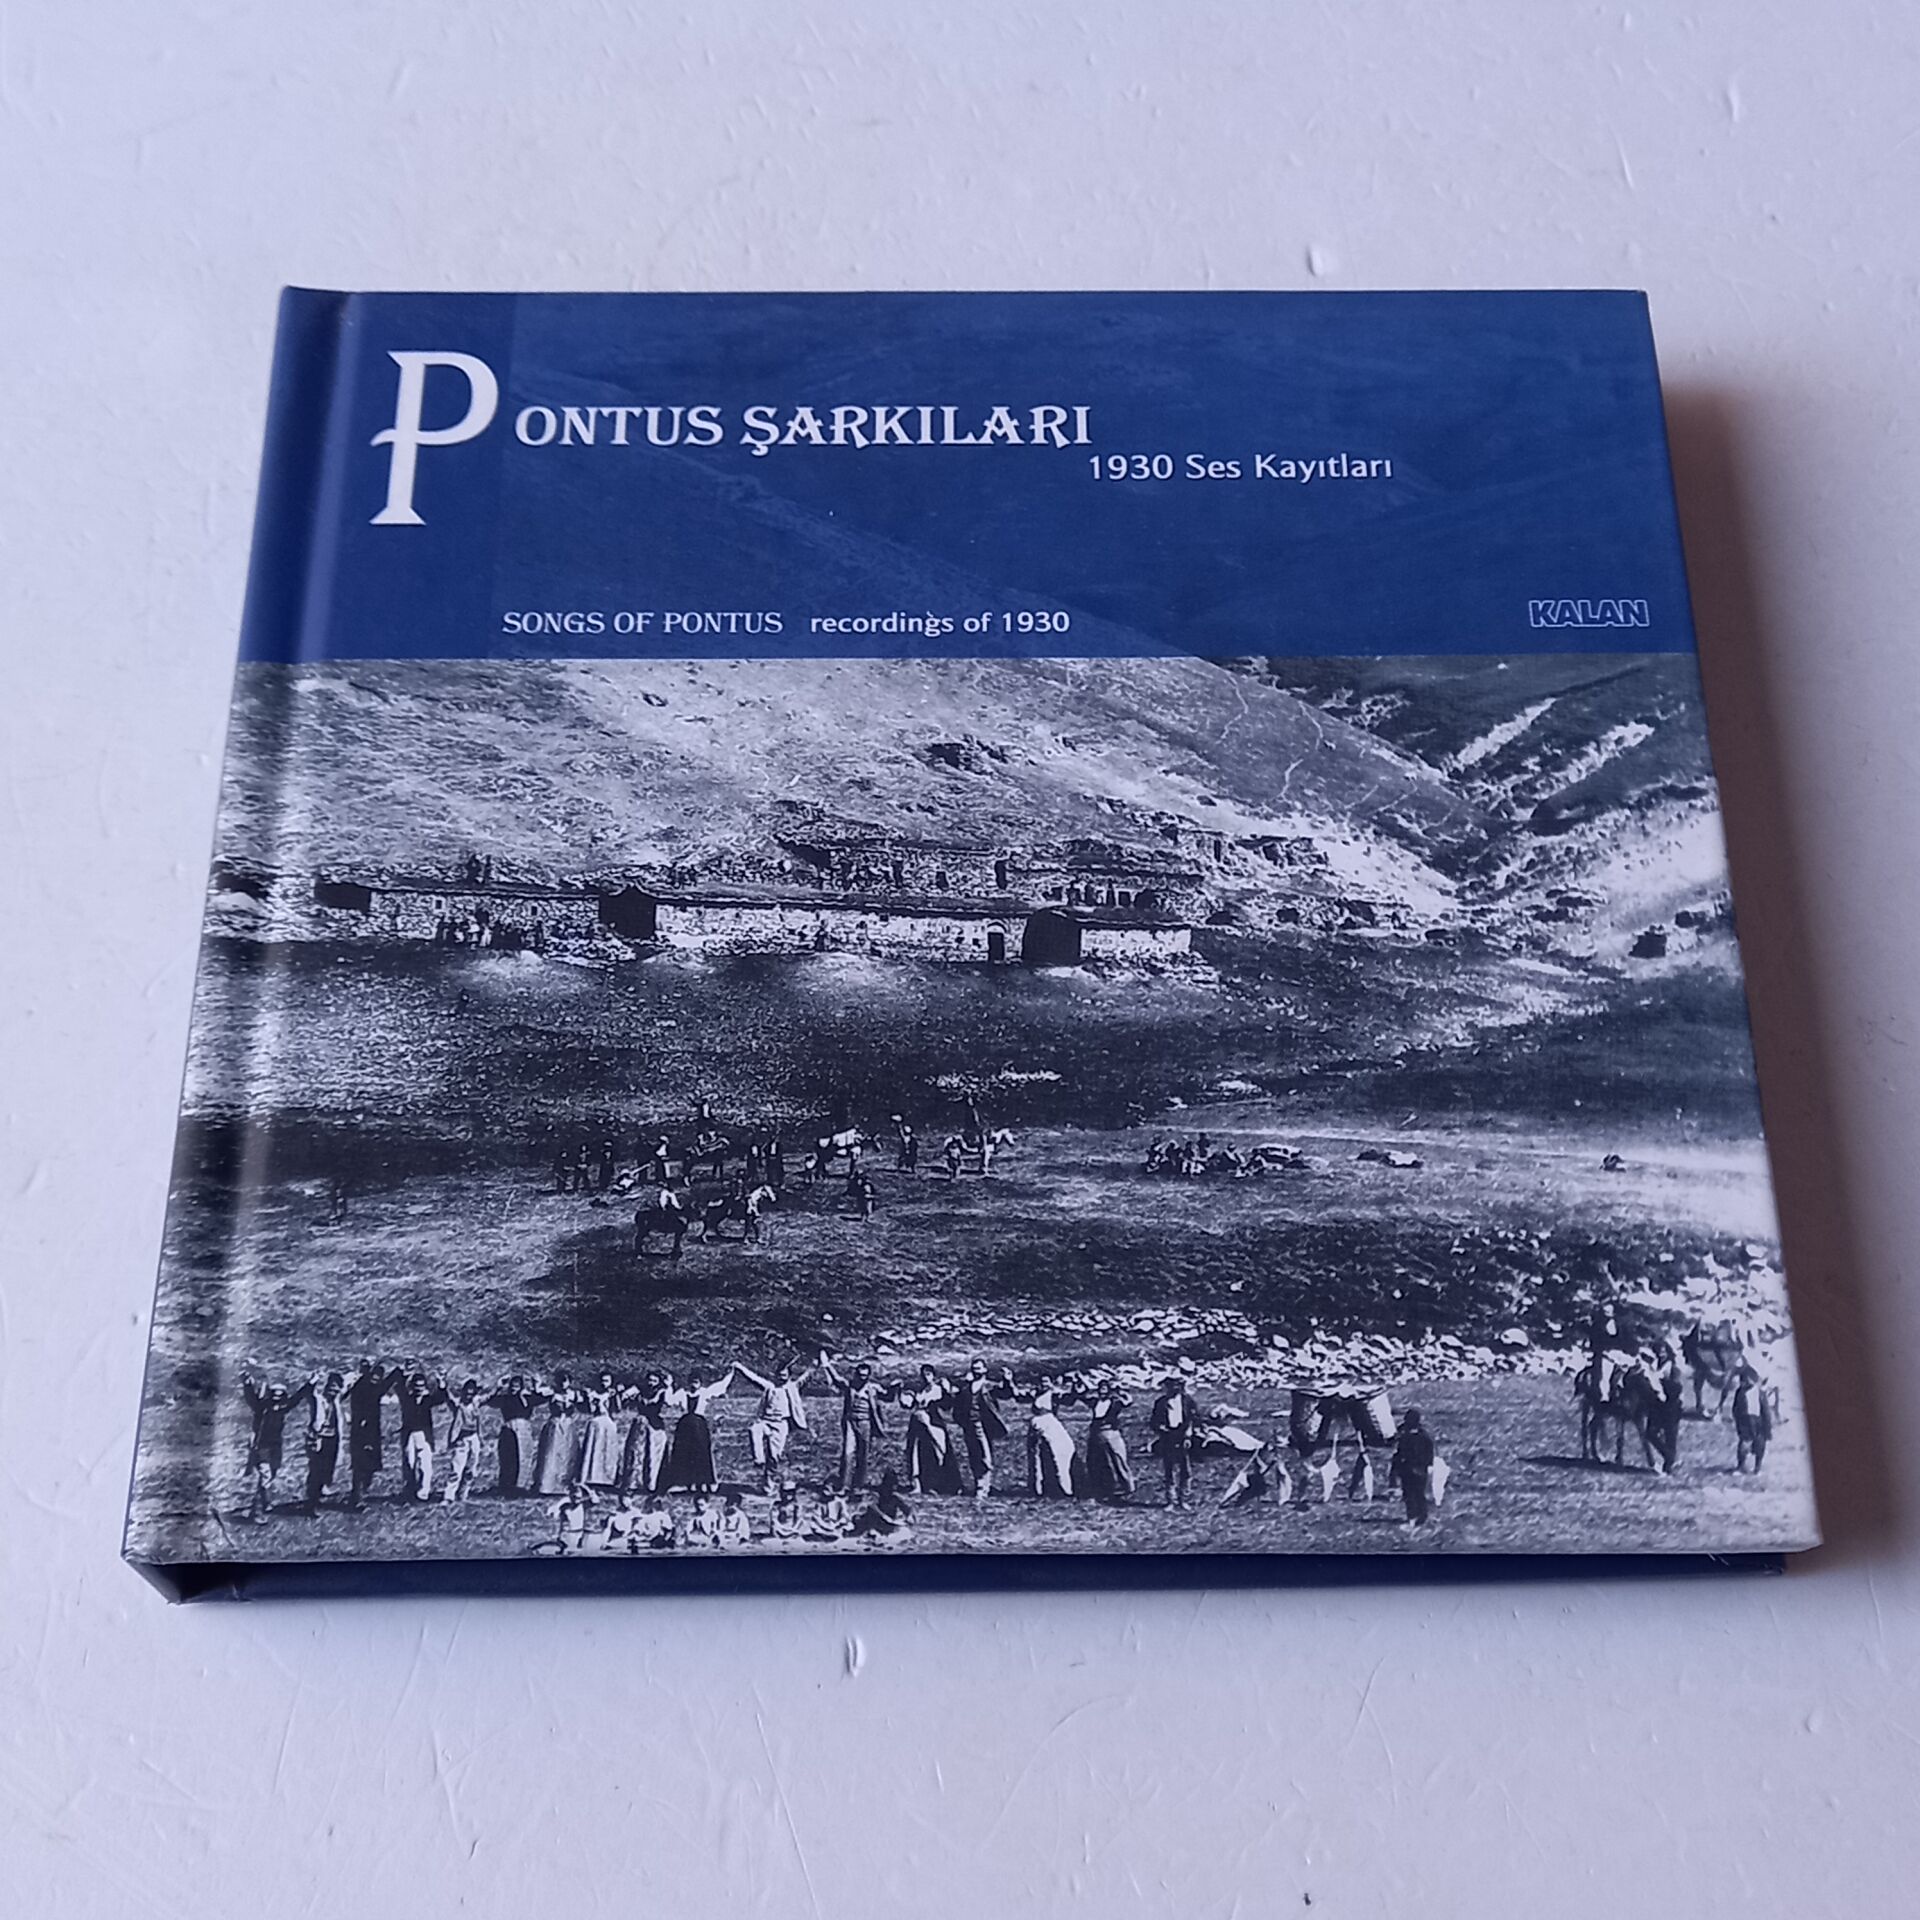 PONTUS ŞARKILARI
1930 Ses Kayıtları
SONGS OF PONTUS recordings of 1930
KALAN